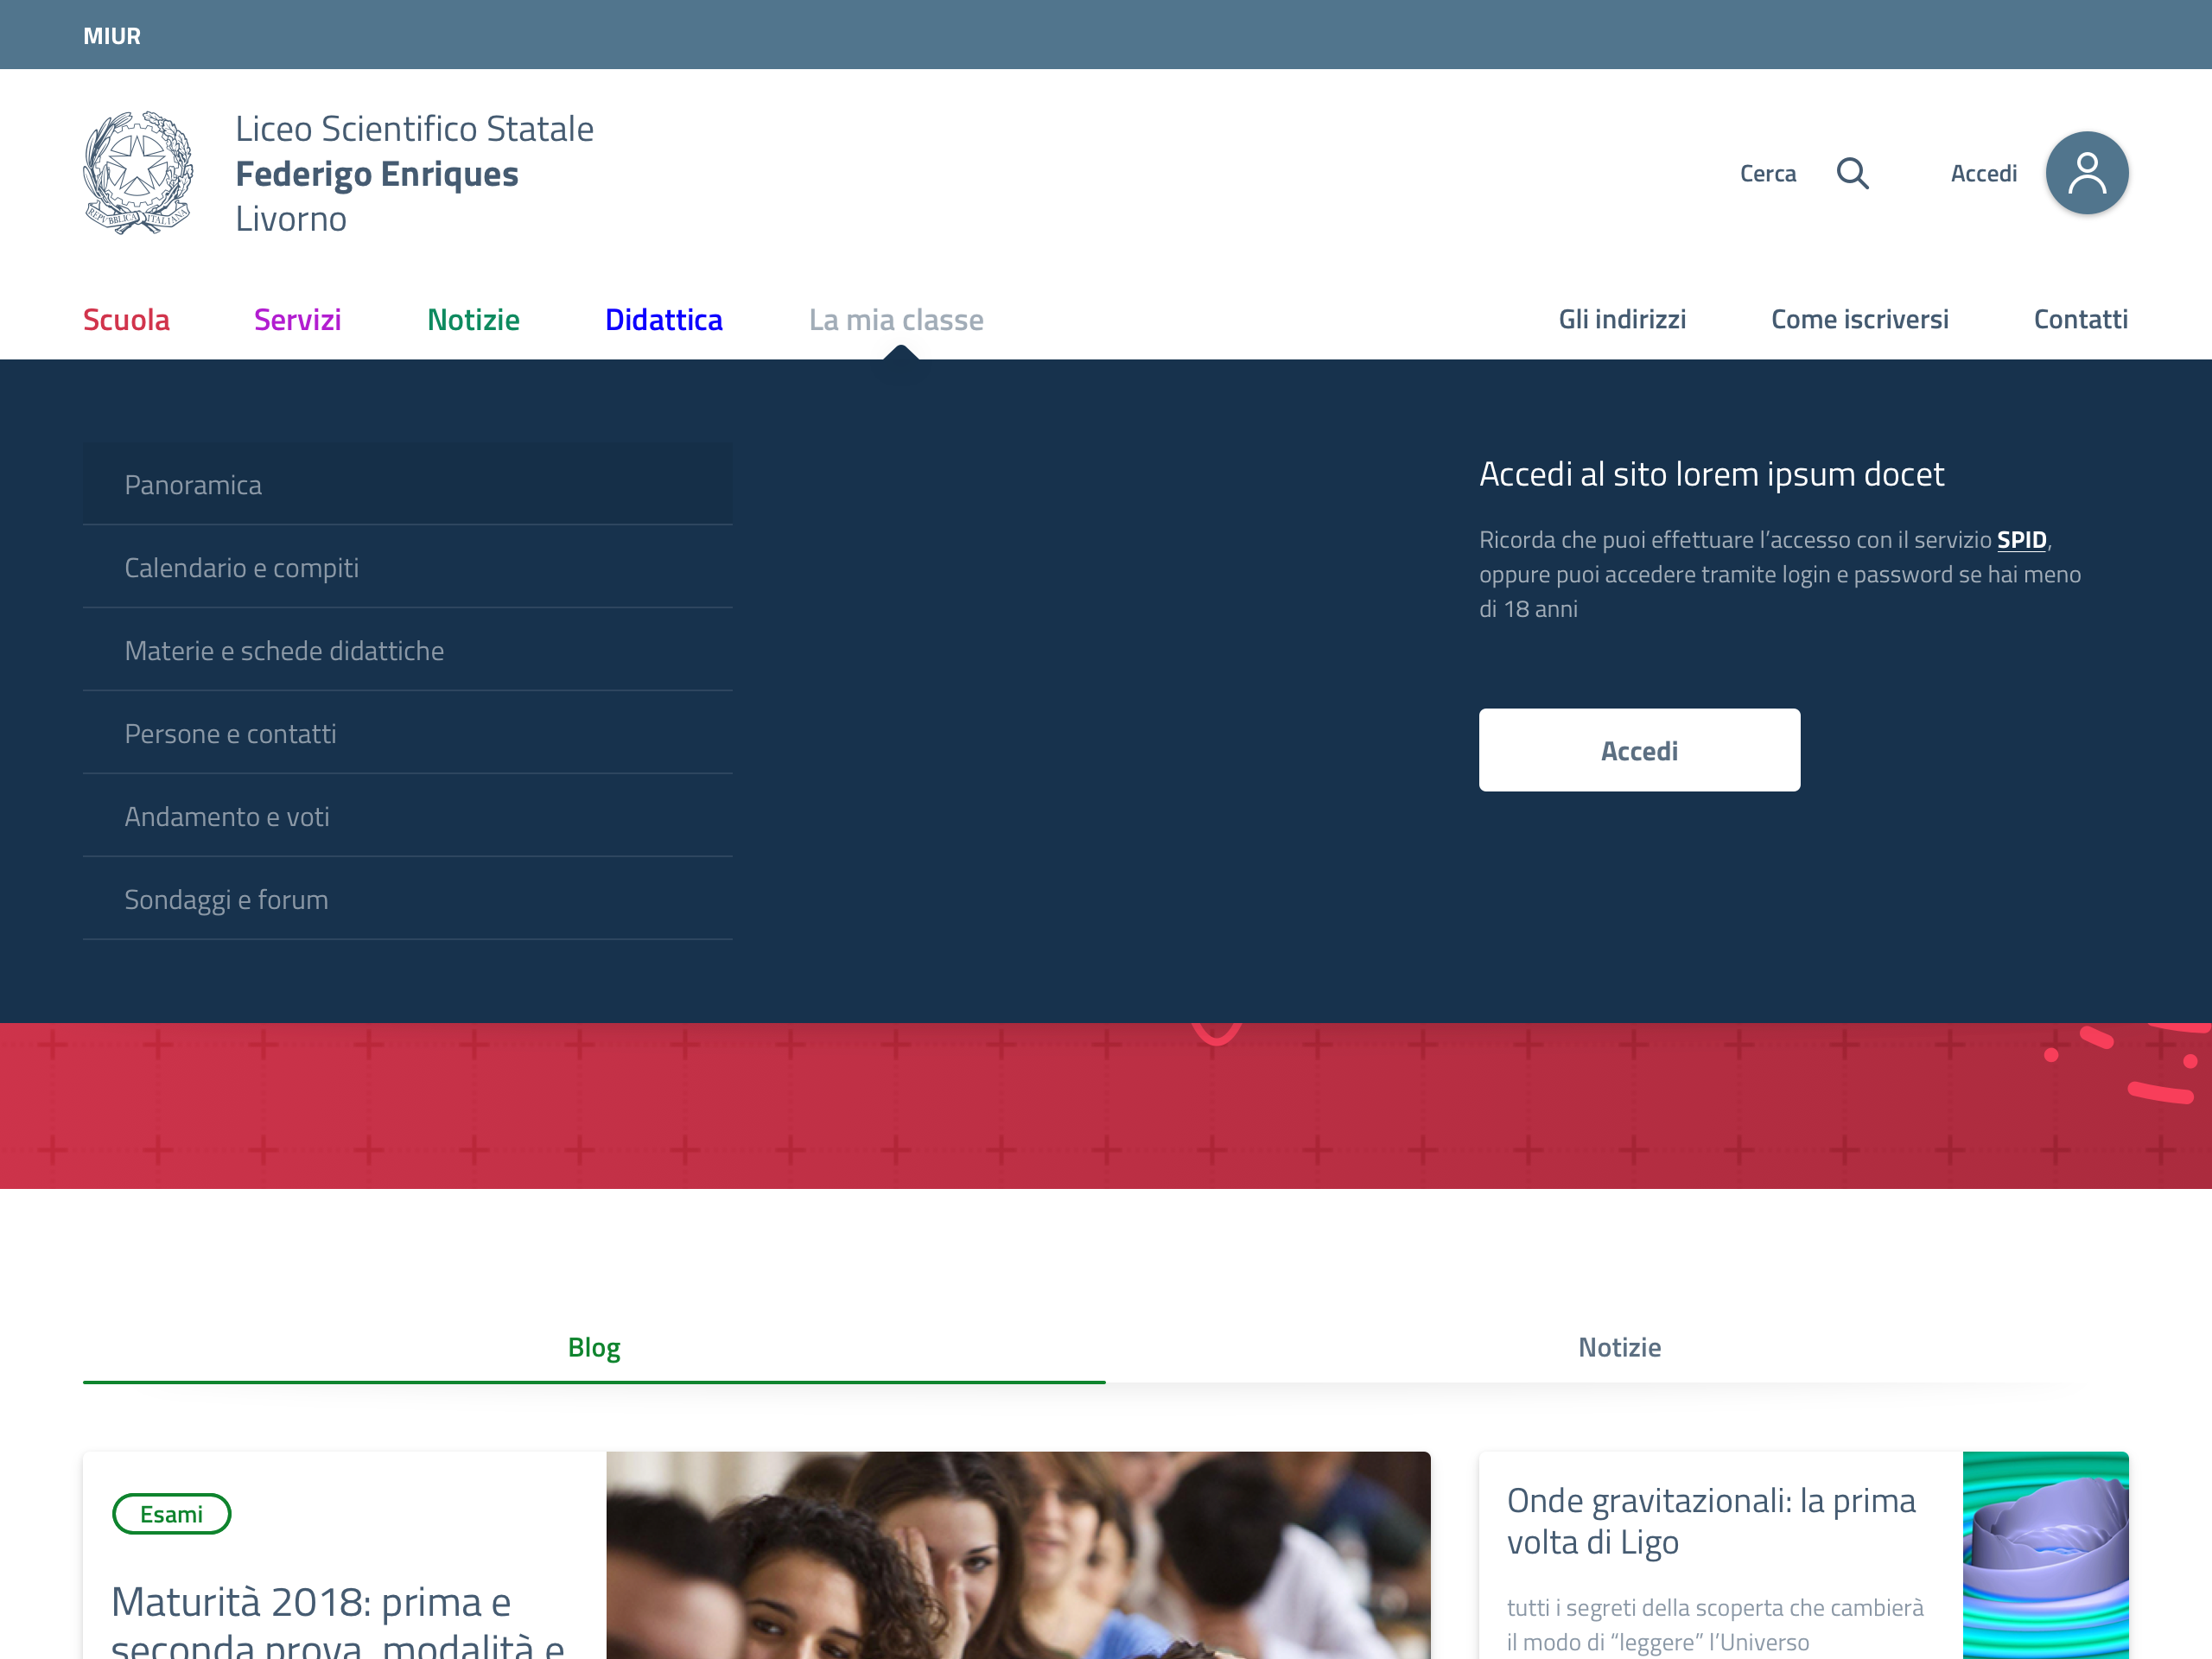 MIUR
Liceo Scientifico Statale
Federigo Enriques
Livorno
REPVBBLICA ITALIANA
Cerca
Accedi
Scuola
Servizi
Notizie
Didattica
La mia classe
Gli indirizzi
Come iscriversi
Contatti
Panoramica
Calendario e compiti
Materie e schede didattiche
Persone e contatti
Andamento e voti
Sondaggi e forum
Accedi al sito lorem ipsum docet
Ricorda che puoi effettuare l’accesso con il servizio SPID,
oppure puoi accedere tramite login e password se hai meno
di 18 anni
Accedi
Blog
Notizie
Esami
Maturità 2018: prima e
seconda prova, modalità e
Onde gravitazionali: la prima
volta di Ligo
tutti i segreti della scoperta che cambierà
il modo di “leggere” l’Universo